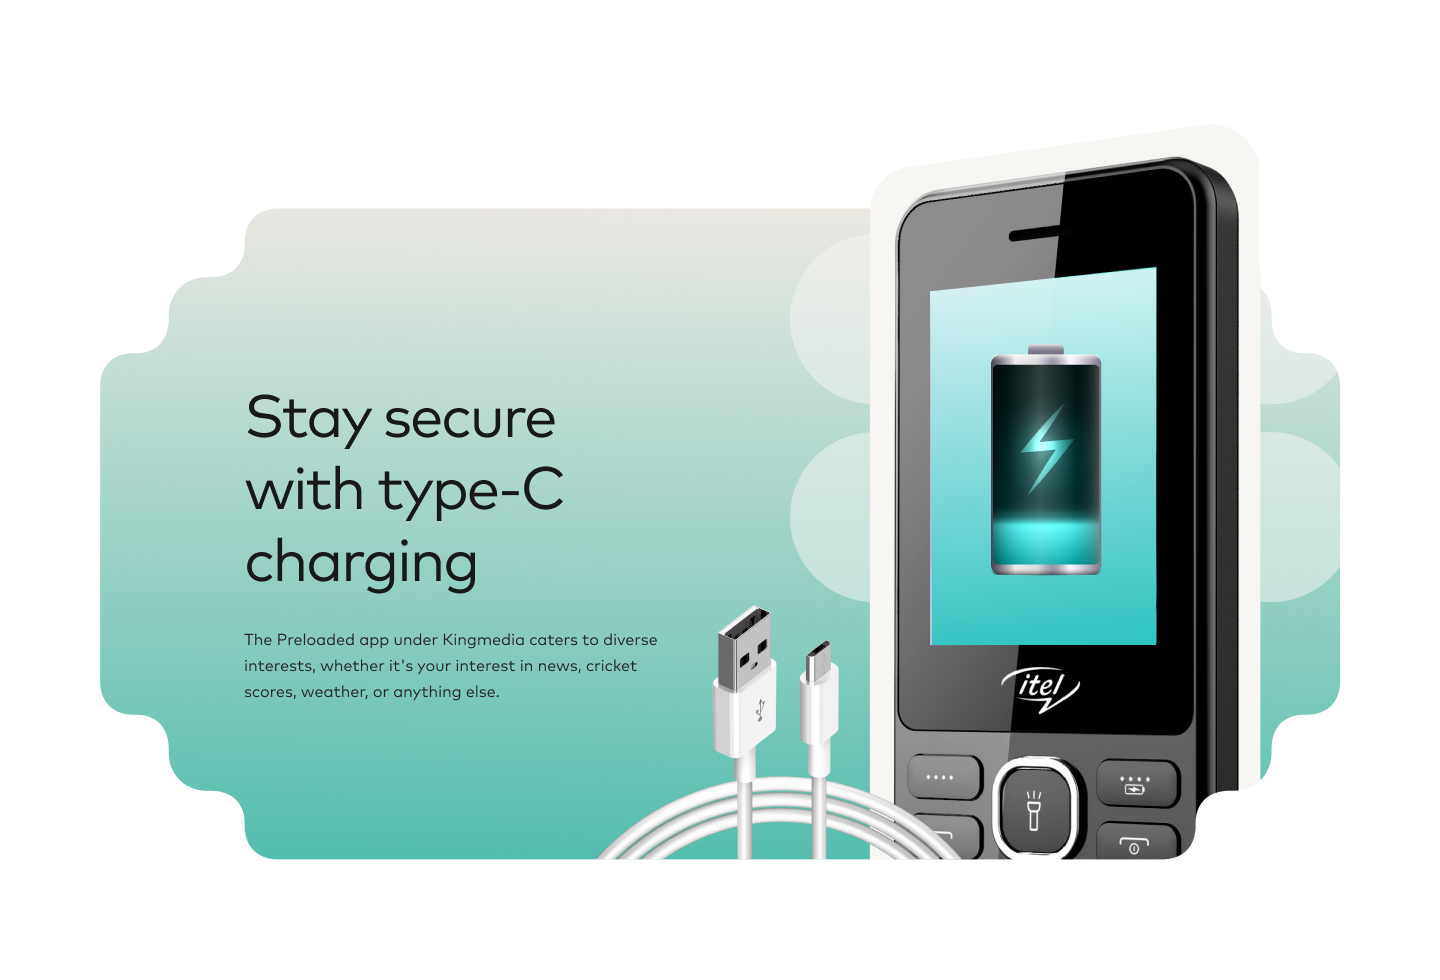 Stay secure
with type-C
charging
The Preloaded app under Kingmedia caters to diverse
interests, whether it's your interest in news, cricket
scores, weather, or anything else.
itel